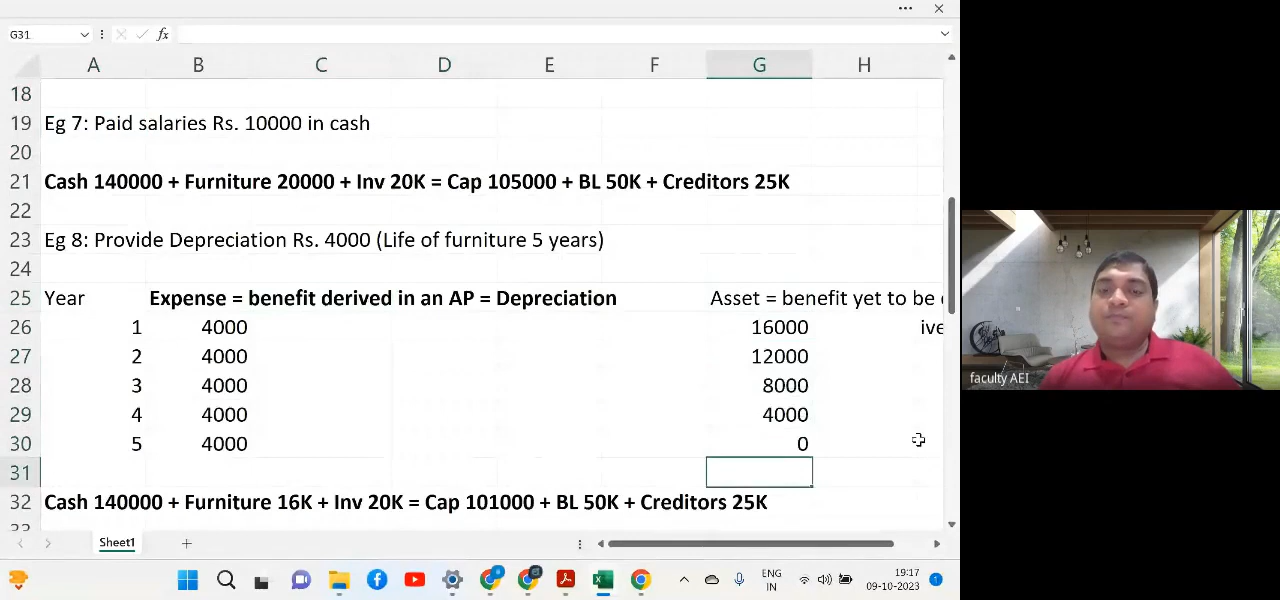 G31
fx
A B C D E F G H
18
19 Eg 7: Paid salaries Rs. 10000 in cash
20
21 Cash 140000 + Furniture 20000 + Inv 20K = Cap 105000 + BL 50K + Creditors 25K
22
23 Eg 8: Provide Depreciation Rs. 4000 (Life of furniture 5 years)
24
25 Year Expense = benefit derived in an AP = Depreciation Asset = benefit yet to be
26 1 4000 16000 ive
27 2 4000 12000
28 3 4000 8000
29 4 4000 4000
30 5 4000 0
31
32 Cash 140000 + Furniture 16K + Inv 20K = Cap 101000 + BL 50K + Creditors 25K
Sheet1
faculty AEI
ENG
IN
19:17
09-10-2023
1